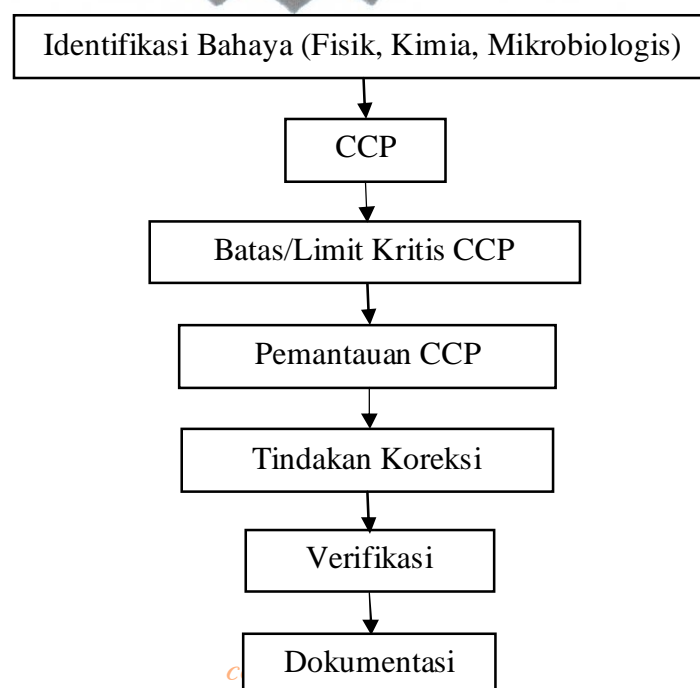 Identifikasi Bahaya (Fisik, Kimia, Mikrobiologis)
CCP
Batas/Limit Kritis CCP
Pemantauan CCP
Tindakan Koreksi
Verifikasi
Dokumentasi